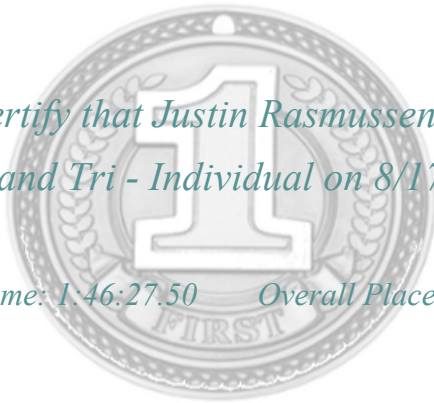 ertify that Justin Rasmussen
and Tri - Individual on 8/17
me: 1:46:27.50 Overall Place
1
FIRST